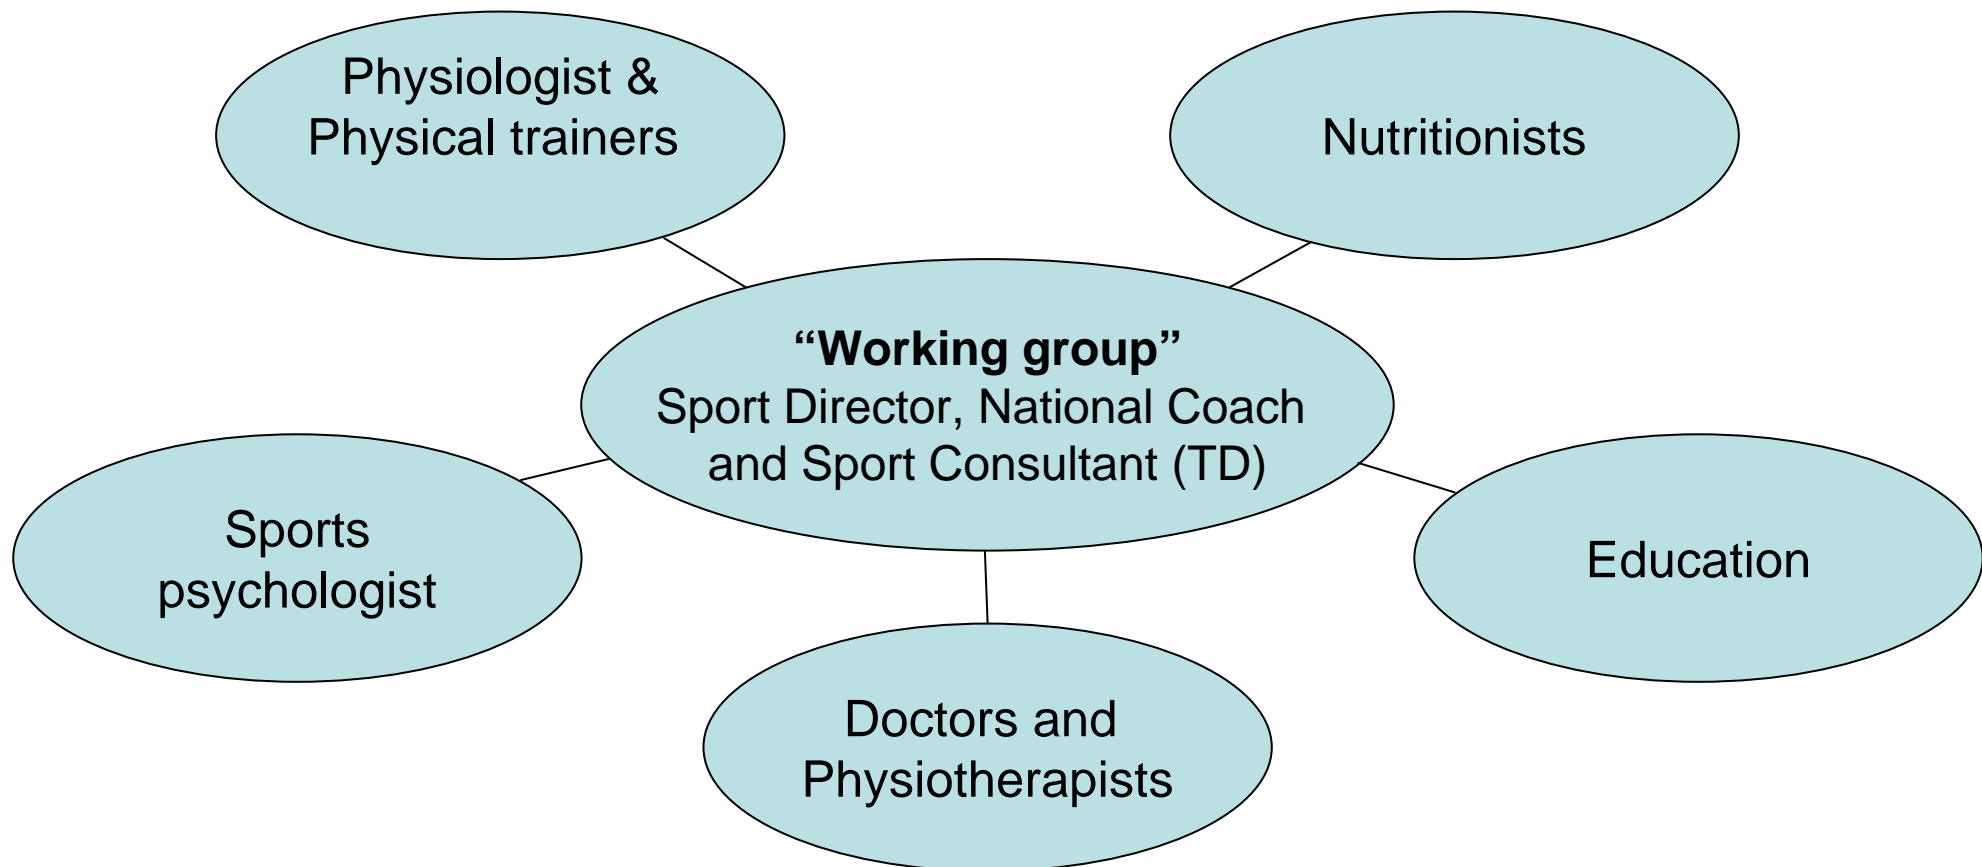 Physiologist &
Physical trainers
Nutritionists
“Working group”
Sport Director, National Coach
and Sport Consultant (TD)
Sports
psychologist
Education
Doctors and
Physiotherapists